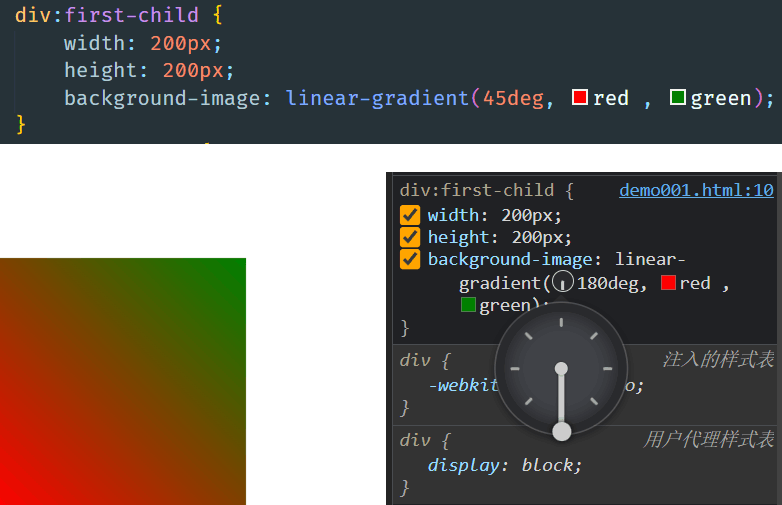 div:first-child {
width: 200px;
height: 200px;
background-image: linear-gradient(45deg, red , green);
}
div:first-child { demo001.html:10
width: 200px;
height: 200px;
background-image: linear-
gradient(180deg, red ,
green);
}
div { 注入的样式表
-webkit o;
}
div { 用户代理样式表
display: block;
}